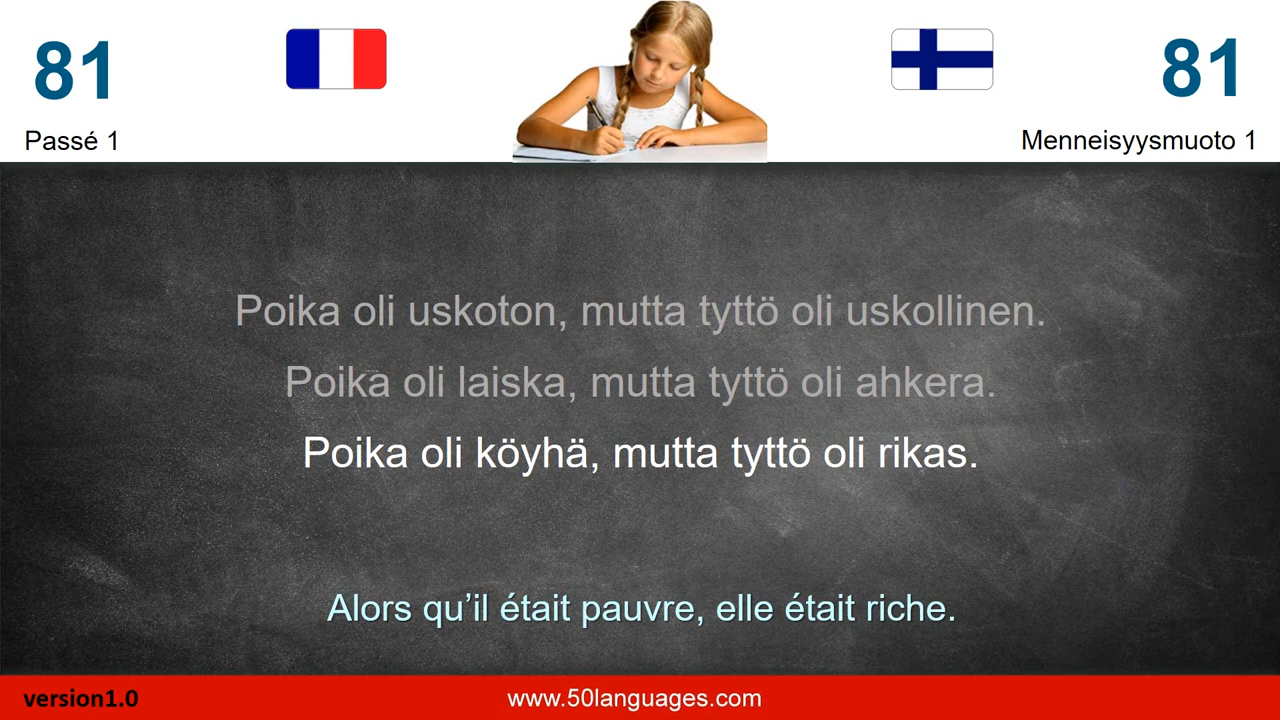 81
81
Passé 1
Menneisyysmuoto 1
Poika oli uskoton, mutta tyttö oli uskollinen.
Poika oli laiska, mutta tyttö oli ahkera.
Poika oli köyhä, mutta tyttö oli rikas.
Alors qu’il était pauvre, elle était riche.
version1.0
www.50languages.com